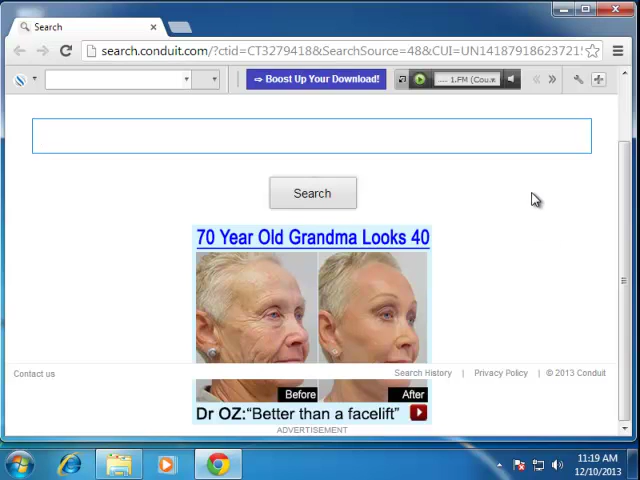 Search
search.conduit.com/?ctid=CT3279418&SearchSource=48&CUI=UN14187918623721
⇨ Boost Up Your Download!
.... 1.FM (Cou
Search
70 Year Old Grandma Looks 40
Before
After
Contact us
Search History | Privacy Policy | © 2013 Conduit
Dr OZ:“Better than a facelift”
ADVERTISEMENT
11:19 AM
12/10/2013